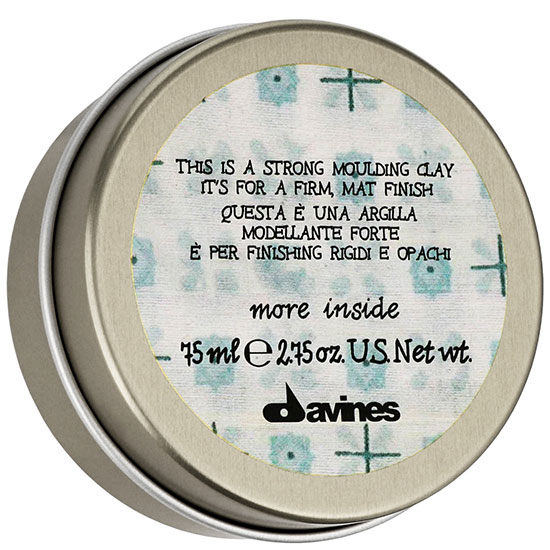 THIS IS A STRONG MOULDING CLAY
IT'S FOR A FIRM, MAT FINISH
QUESTA È UNA ARGILLA
MODELLANTE FORTE
È PER FINISHING RIGIDI E OPACHI
more inside
75 ml e 2.75 oz. U.S. Net wt.
davines